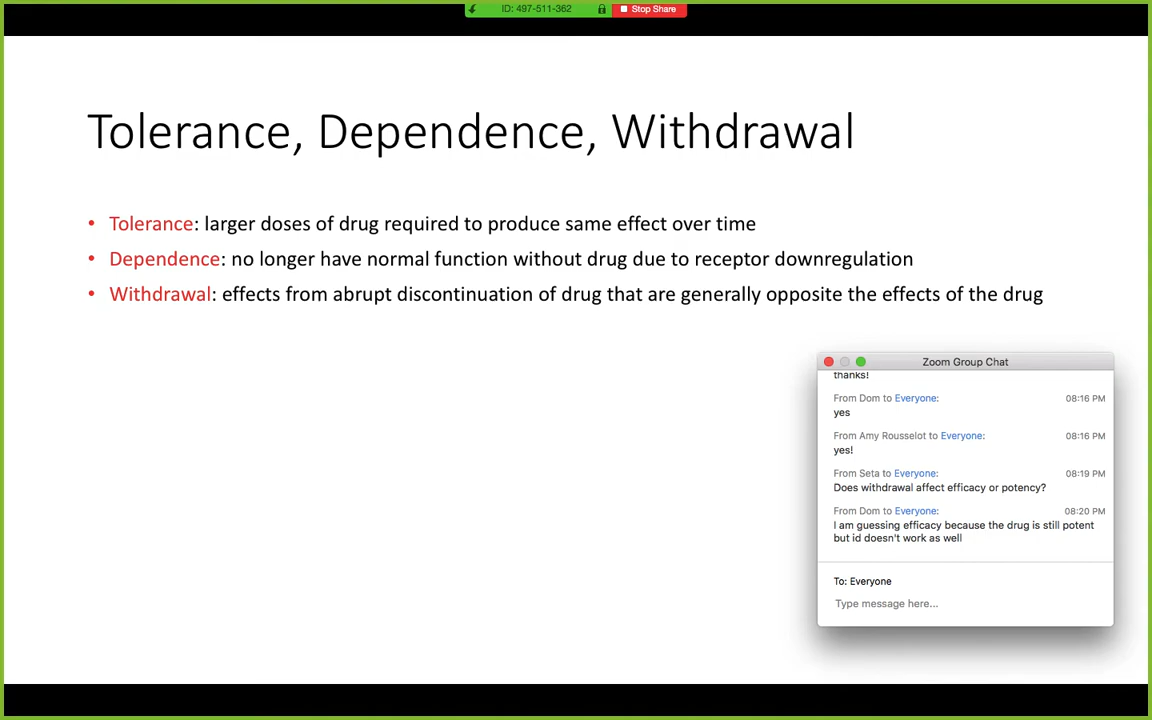 ID: 497-511-362
Stop Share
Tolerance, Dependence, Withdrawal
• Tolerance: larger doses of drug required to produce same effect over time
• Dependence: no longer have normal function without drug due to receptor downregulation
• Withdrawal: effects from abrupt discontinuation of drug that are generally opposite the effects of the drug
Zoom Group Chat
thanks!
From Dom to Everyone: 08:16 PM
yes
From Amy Rousselot to Everyone: 08:16 PM
yes!
From Seta to Everyone: 08:19 PM
Does withdrawal affect efficacy or potency?
From Dom to Everyone: 08:20 PM
I am guessing efficacy because the drug is still potent
but id doesn't work as well
To: Everyone
Type message here...